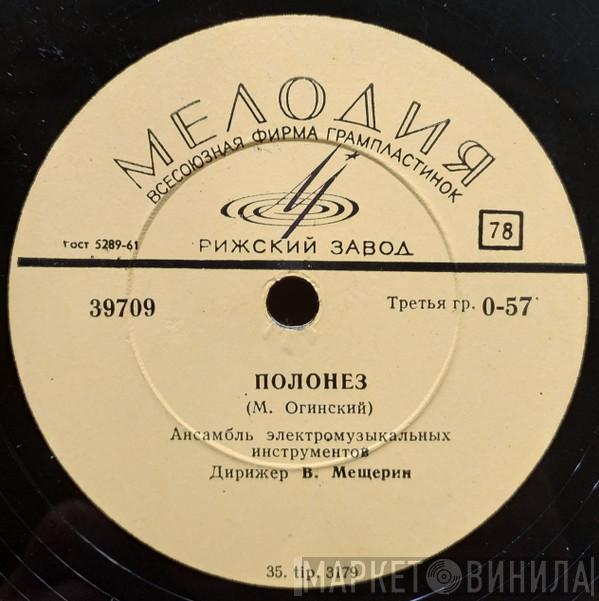 МЕЛОДИЯ
ВСЕСОЮЗНАЯ ФИРМА ГРАМПЛАСТИНОК
гост 5289-61
РИЖСКИЙ ЗАВОД
78
39709
Третья гр. 0-57
ПОЛОНЕЗ
(М. Огинский)
Ансамбль электромузыкальных
инструментов
Дирижер В. Мещерин
35. tip. 3179
МАРКЕТ ВИНИЛА